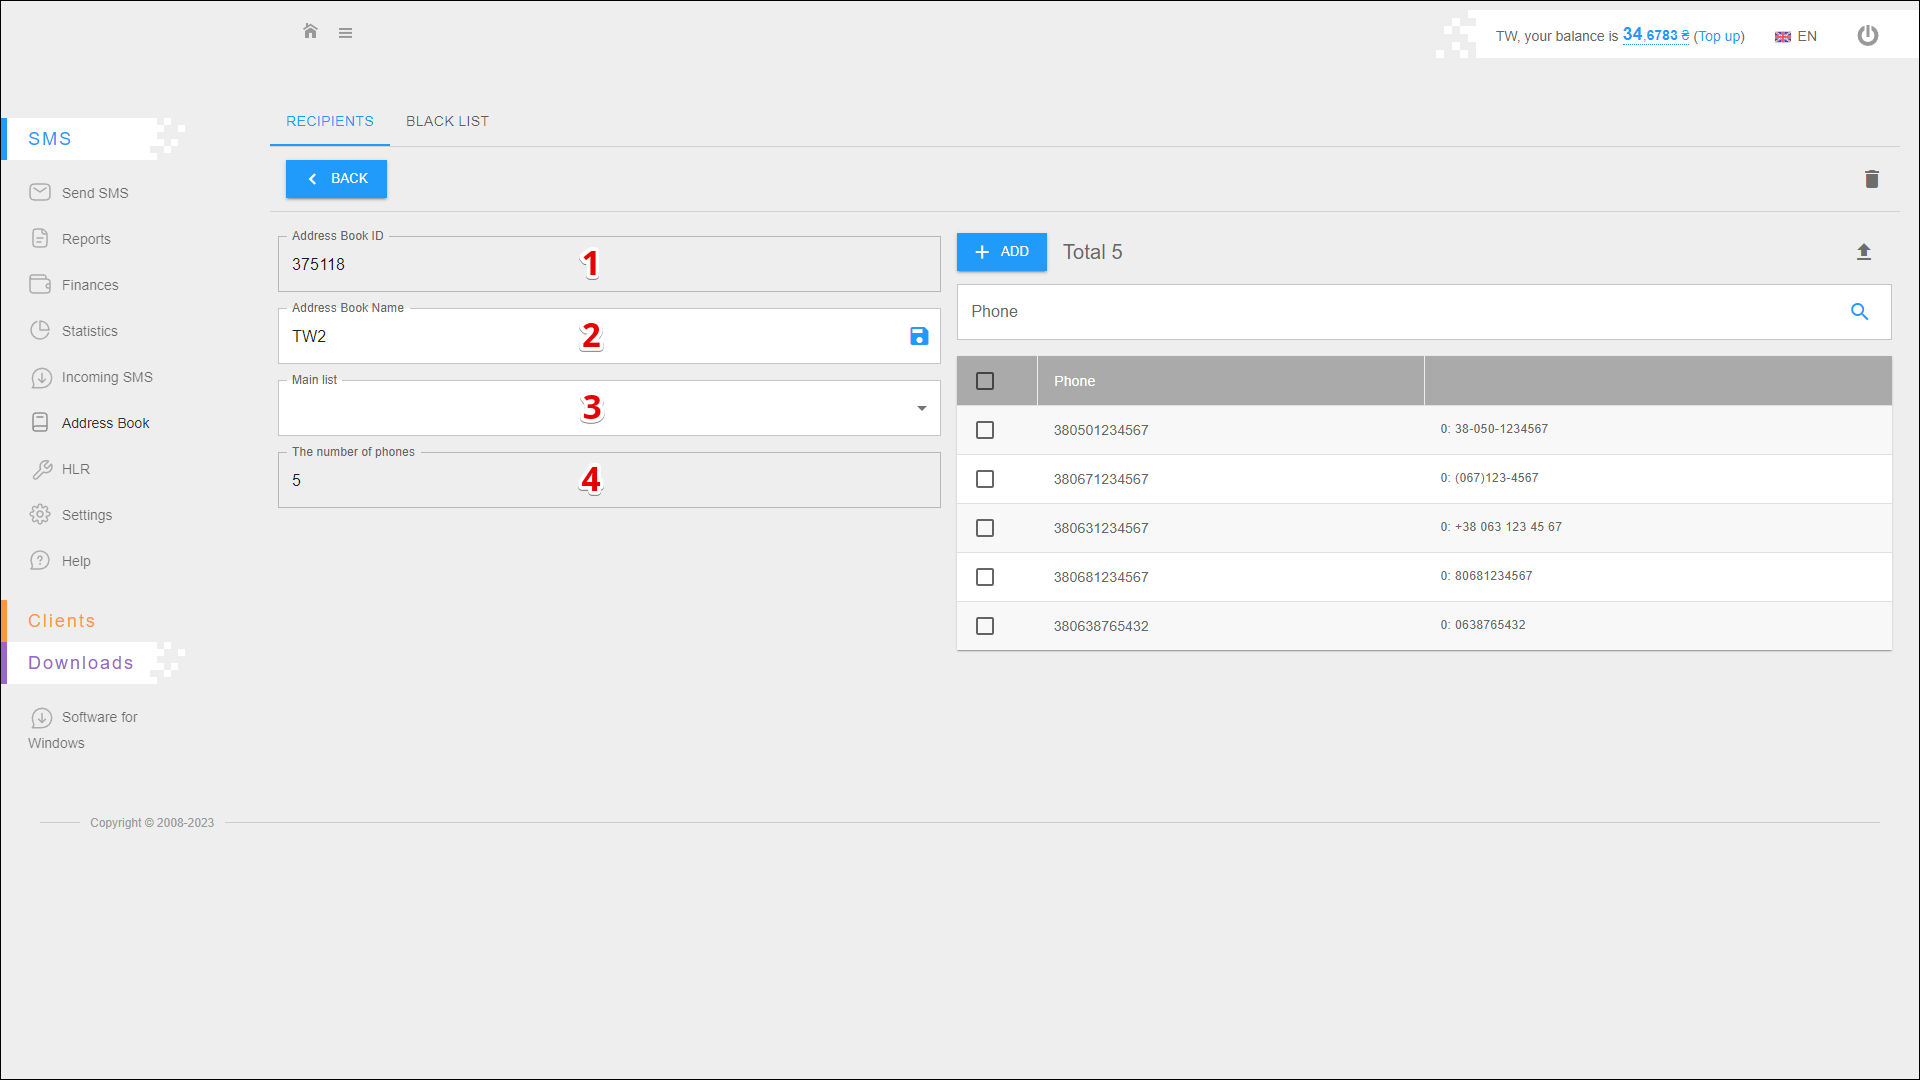 TW, your balance is 34,6783 ₴ (Top up) EN
SMS
Send SMS
Reports
Finances
Statistics
Incoming SMS
Address Book
HLR
Settings
Help
Clients
Downloads
Software for
Windows
RECIPIENTS BLACK LIST
BACK
Address Book ID
375118
1
Address Book Name
TW2
2
Main list
3
The number of phones
5
4
ADD Total 5
Phone
Phone
380501234567 0: 38-050-1234567
380671234567 0: (067)123-4567
380631234567 0: +38 063 123 45 67
380681234567 0: 80681234567
380638765432 0: 0638765432
Copyright © 2008-2023